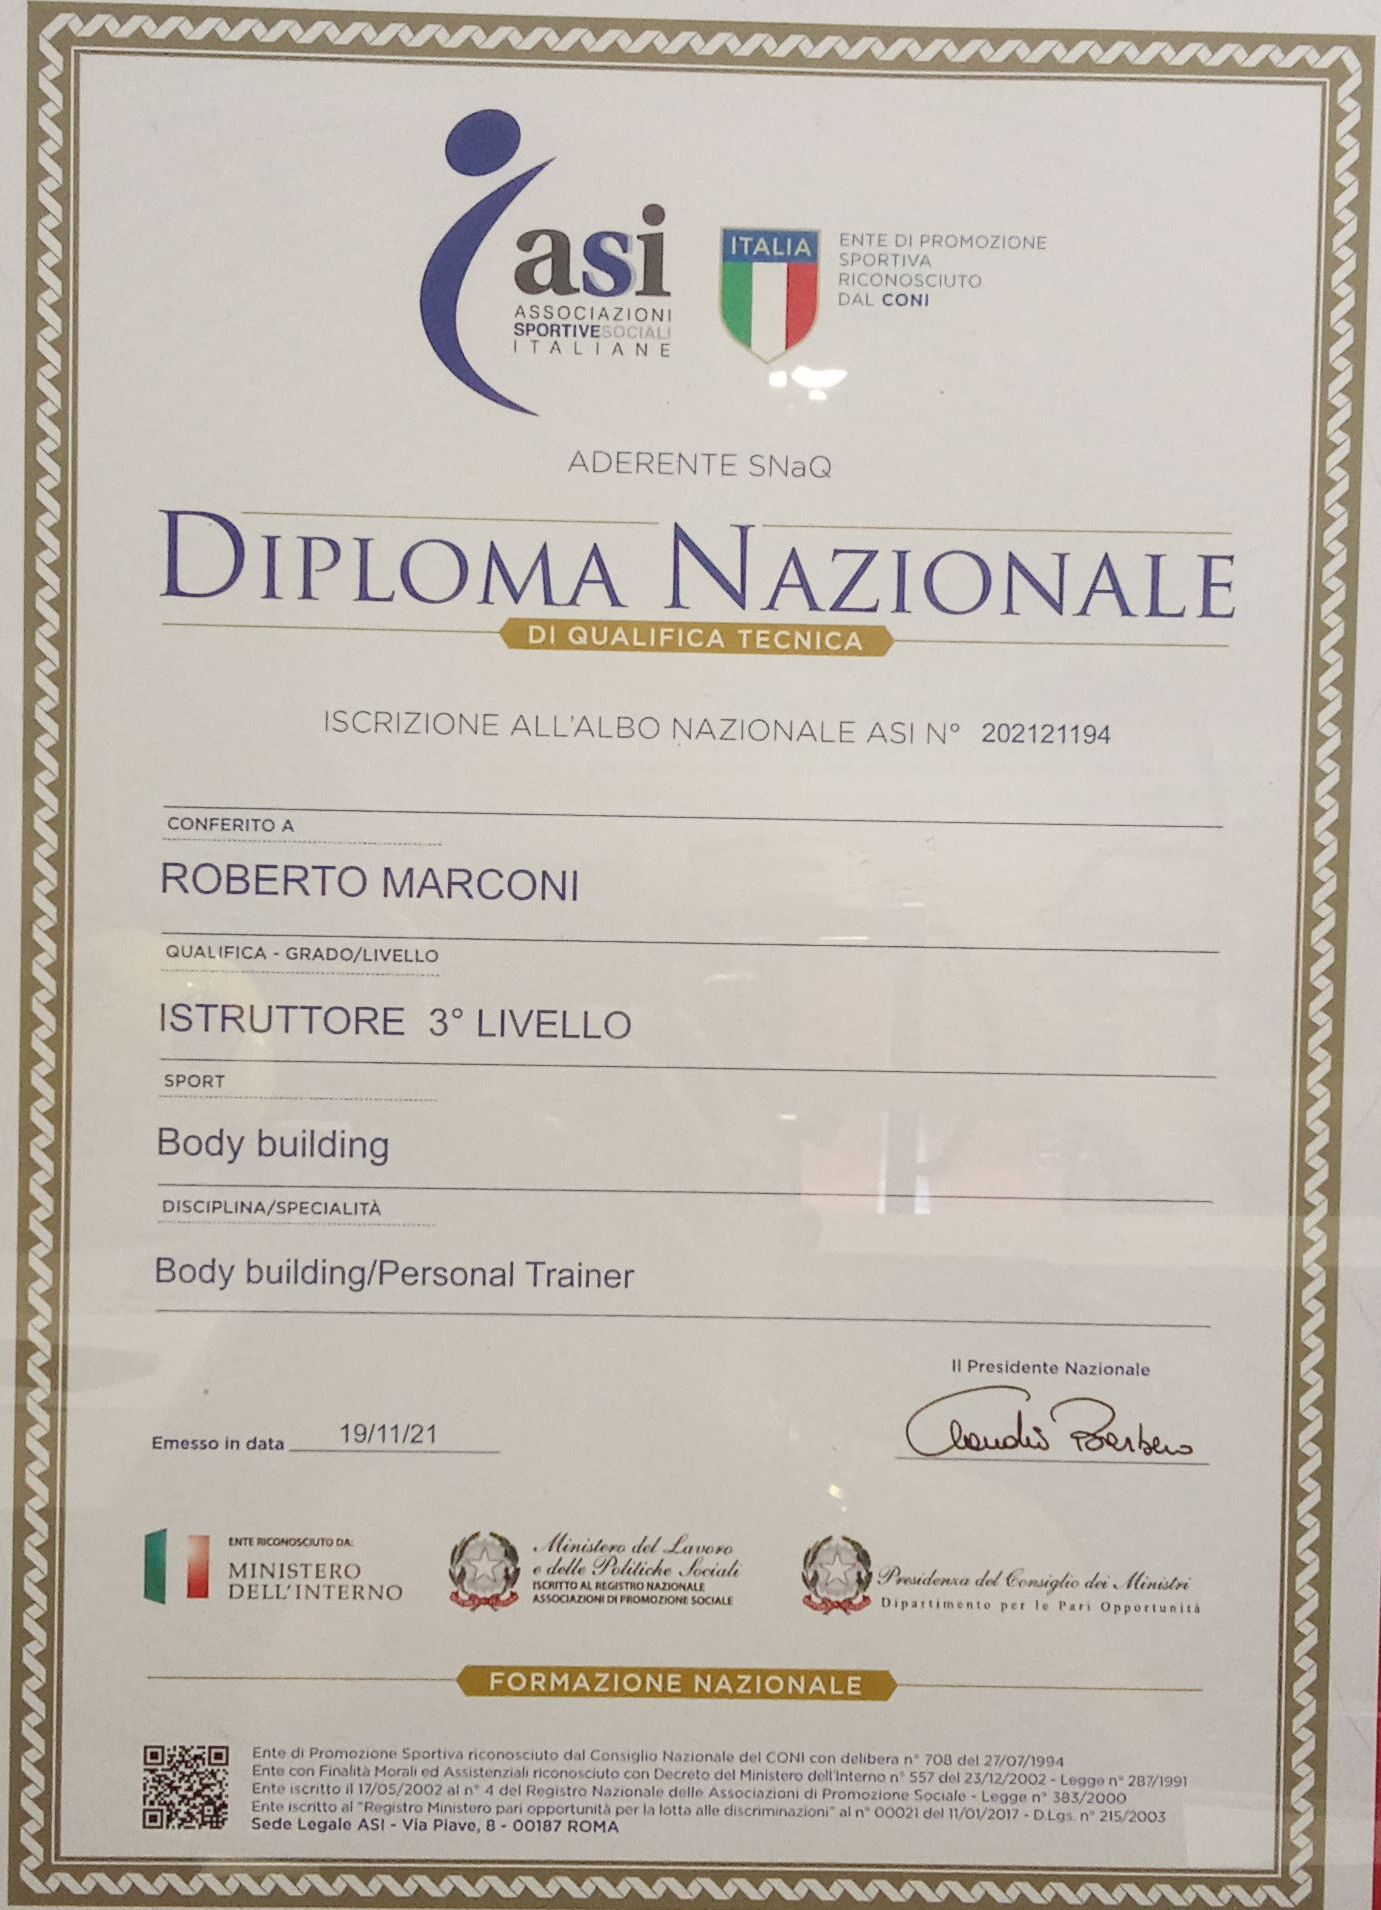 asi
ASSOCIAZIONI
SPORTIVESOCIALI
ITALIANE
ITALIA
ENTE DI PROMOZIONE
SPORTIVA
RICONOSCIUTO
DAL CONI
ADERENTE SNaQ
DIPLOMA NAZIONALE
DI QUALIFICA TECNICA
ISCRIZIONE ALL'ALBO NAZIONALE ASI N° 202121194
CONFERITO A
ROBERTO MARCONI
QUALIFICA - GRADO/LIVELLO
ISTRUTTORE 3° LIVELLO
SPORT
Body building
DISCIPLINA/SPECIALITÀ
Body building/Personal Trainer
Il Presidente Nazionale
Emesso in data 19/11/21
Claudio Barbaro
ENTE RICONOSCIUTO DA:
MINISTERO
DELL'INTERNO
Ministero del Lavoro
e delle Politiche Sociali
ISCRITTO AL REGISTRO NAZIONALE
ASSOCIAZIONI DI PROMOZIONE SOCIALE
Presidenza del Consiglio dei Ministri
Dipartimento per le Pari Opportunità
FORMAZIONE NAZIONALE
Ente di Promozione Sportiva riconosciuto dal Consiglio Nazionale del CONI con delibera n° 708 del 27/07/1994
Ente con Finalità Morali ed Assistenziali riconosciuto con Decreto del Ministero dell'Interno n° 557 del 23/12/2002 - Legge n° 287/1991
Ente iscritto il 17/05/2002 al n° 4 del Registro Nazionale delle Associazioni di Promozione Sociale - Legge n° 383/2000
Ente iscritto al "Registro Ministero pari opportunità per la lotta alle discriminazioni" al n° 00021 del 11/01/2017 - D.Lgs. n° 215/2003
Sede Legale ASI - Via Piave, 8 - 00187 ROMA